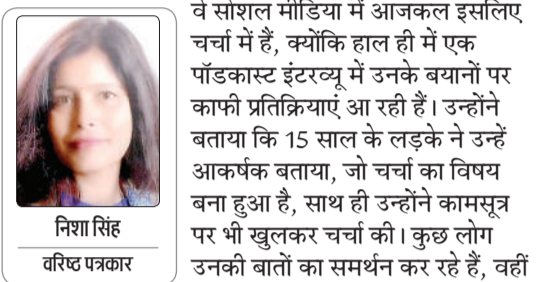 निशा सिंह
वरिष्ठ पत्रकार
वे सोशल मीडिया में आजकल इसलिए
चर्चा में हैं, क्योंकि हाल ही में एक
पॉडकास्ट इंटरव्यू में उनके बयानों पर
काफी प्रतिक्रियाएं आ रही हैं। उन्होंने
बताया कि 15 साल के लड़के ने उन्हें
आकर्षक बताया, जो चर्चा का विषय
बना हुआ है, साथ ही उन्होंने कामसूत्र
पर भी खुलकर चर्चा की। कुछ लोग
उनकी बातों का समर्थन कर रहे हैं, वहीं